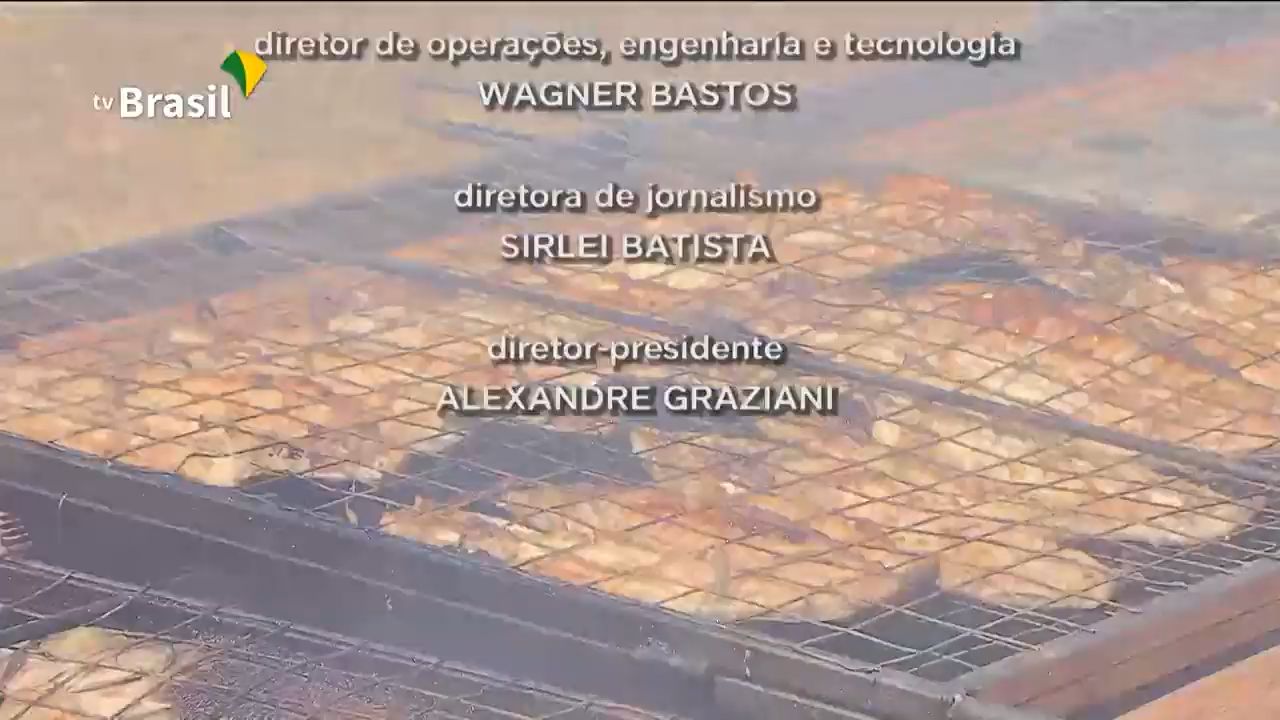 diretor de operações, engenharia e tecnologia
tv Brasil
WAGNER BASTOS
diretora de jornalismo
SIRLEI BATISTA
diretor-presidente
ALEXANDRE GRAZIANI